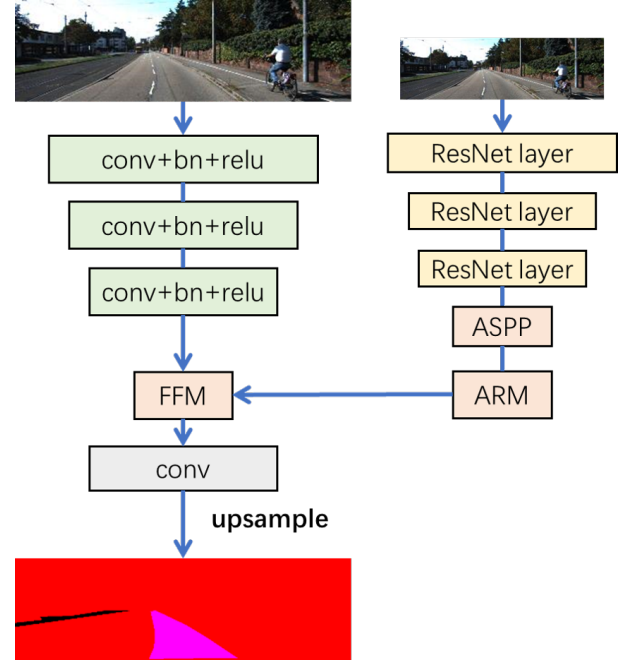 conv+bn+relu
conv+bn+relu
conv+bn+relu
ResNet layer
ResNet layer
ResNet layer
ASPP
ARM
FFM
conv
upsample